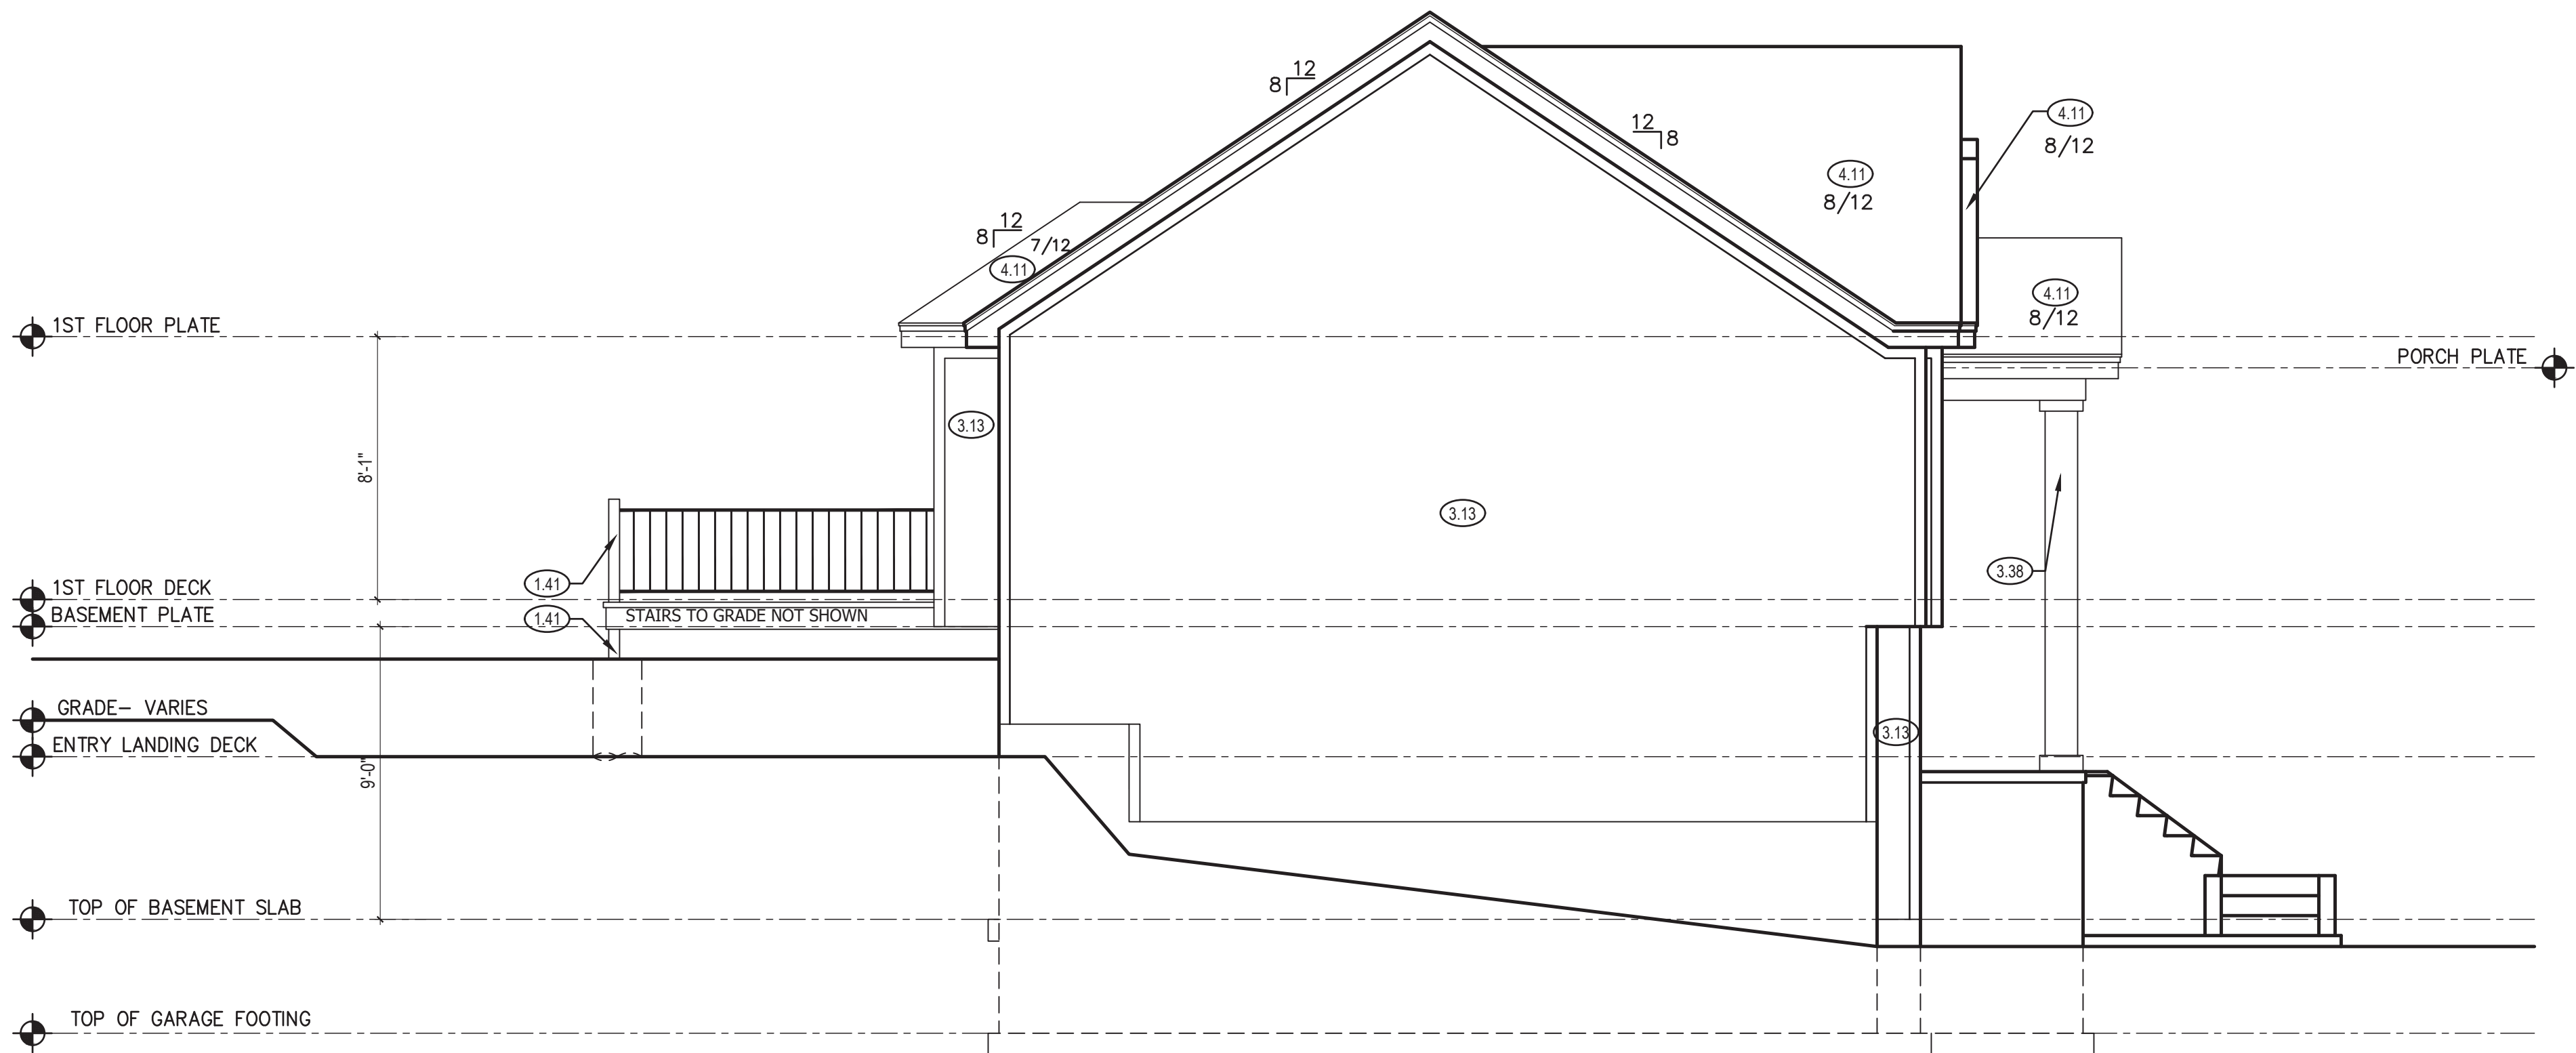 12
8
12
8
4.11
8/12
4.11
8/12
12
8
7/12
4.11
4.11
8/12
1ST FLOOR PLATE
PORCH PLATE
3.13
8'-1"
3.13
1ST FLOOR DECK
1.41
3.38
BASEMENT PLATE
1.41
STAIRS TO GRADE NOT SHOWN
GRADE- VARIES
3.13
ENTRY LANDING DECK
9'-0"
TOP OF BASEMENT SLAB
TOP OF GARAGE FOOTING